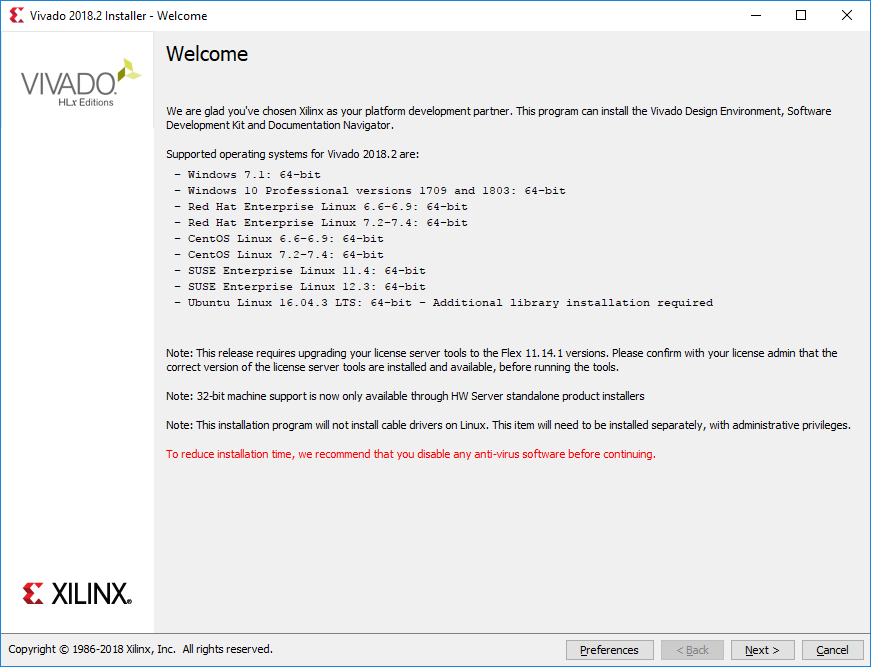 Vivado 2018.2 Installer - Welcome
VIVADO.
HLx Editions
Welcome
We are glad you've chosen Xilinx as your platform development partner. This program can install the Vivado Design Environment, Software
Development Kit and Documentation Navigator.
Supported operating systems for Vivado 2018.2 are:
- Windows 7.1: 64-bit
- Windows 10 Professional versions 1709 and 1803: 64-bit
- Red Hat Enterprise Linux 6.6-6.9: 64-bit
- Red Hat Enterprise Linux 7.2-7.4: 64-bit
- CentOS Linux 6.6-6.9: 64-bit
- CentOS Linux 7.2-7.4: 64-bit
- SUSE Enterprise Linux 11.4: 64-bit
- SUSE Enterprise Linux 12.3: 64-bit
- Ubuntu Linux 16.04.3 LTS: 64-bit - Additional library installation required
Note: This release requires upgrading your license server tools to the Flex 11.14.1 versions. Please confirm with your license admin that the
correct version of the license server tools are installed and available, before running the tools.
Note: 32-bit machine support is now only available through HW Server standalone product installers
Note: This installation program will not install cable drivers on Linux. This item will need to be installed separately, with administrative privileges.
To reduce installation time, we recommend that you disable any anti-virus software before continuing.
XILINX®
Copyright © 1986-2018 Xilinx, Inc. All rights reserved.
Preferences
< Back
Next >
Cancel